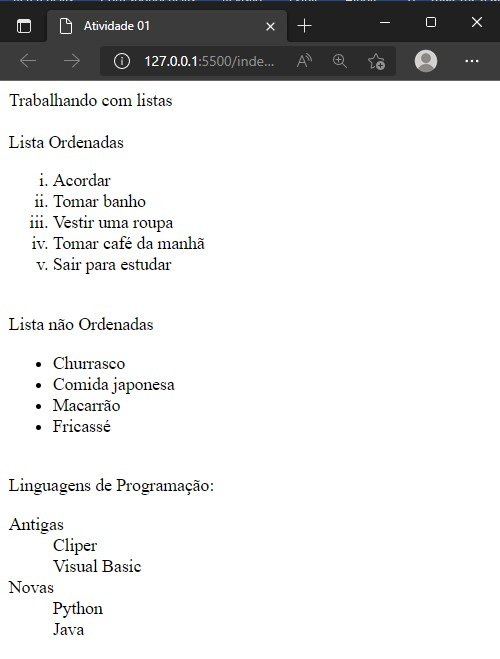 Atividade 01
127.0.0.1:5500/inde...
Trabalhando com listas
Lista Ordenadas
i. Acordar
ii. Tomar banho
iii. Vestir uma roupa
iv. Tomar café da manhã
v. Sair para estudar
Lista não Ordenadas
• Churrasco
• Comida japonesa
• Macarrão
• Fricassé
Linguagens de Programação:
Antigas
Cliper
Visual Basic
Novas
Python
Java